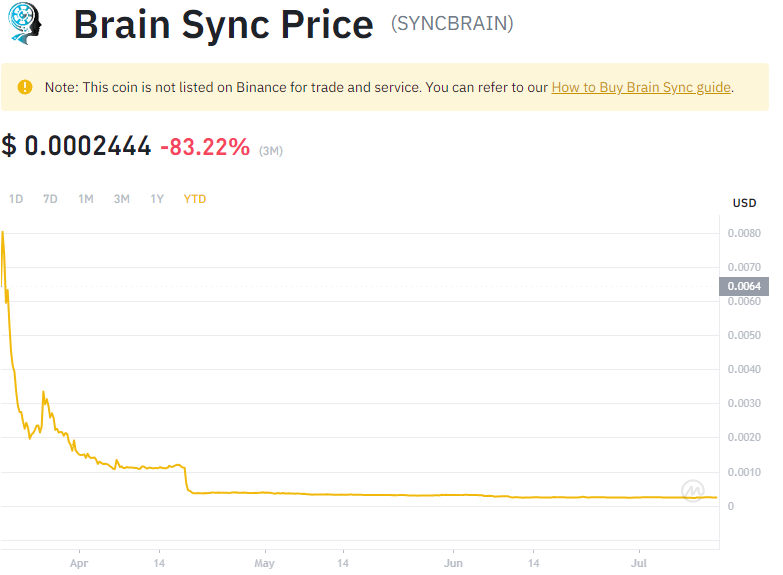 Brain Sync Price (SYNCBRAIN)
Note: This coin is not listed on Binance for trade and service. You can refer to our How to Buy Brain Sync guide.
$ 0.0002444 -83.22% (3M)
1D 7D 1M 3M 1Y YTD
USD
0.0080
0.0070
0.0064
0.0060
0.0050
0.0040
0.0030
0.0020
0.0010
0
Apr 14 May 14 Jun 14 Jul